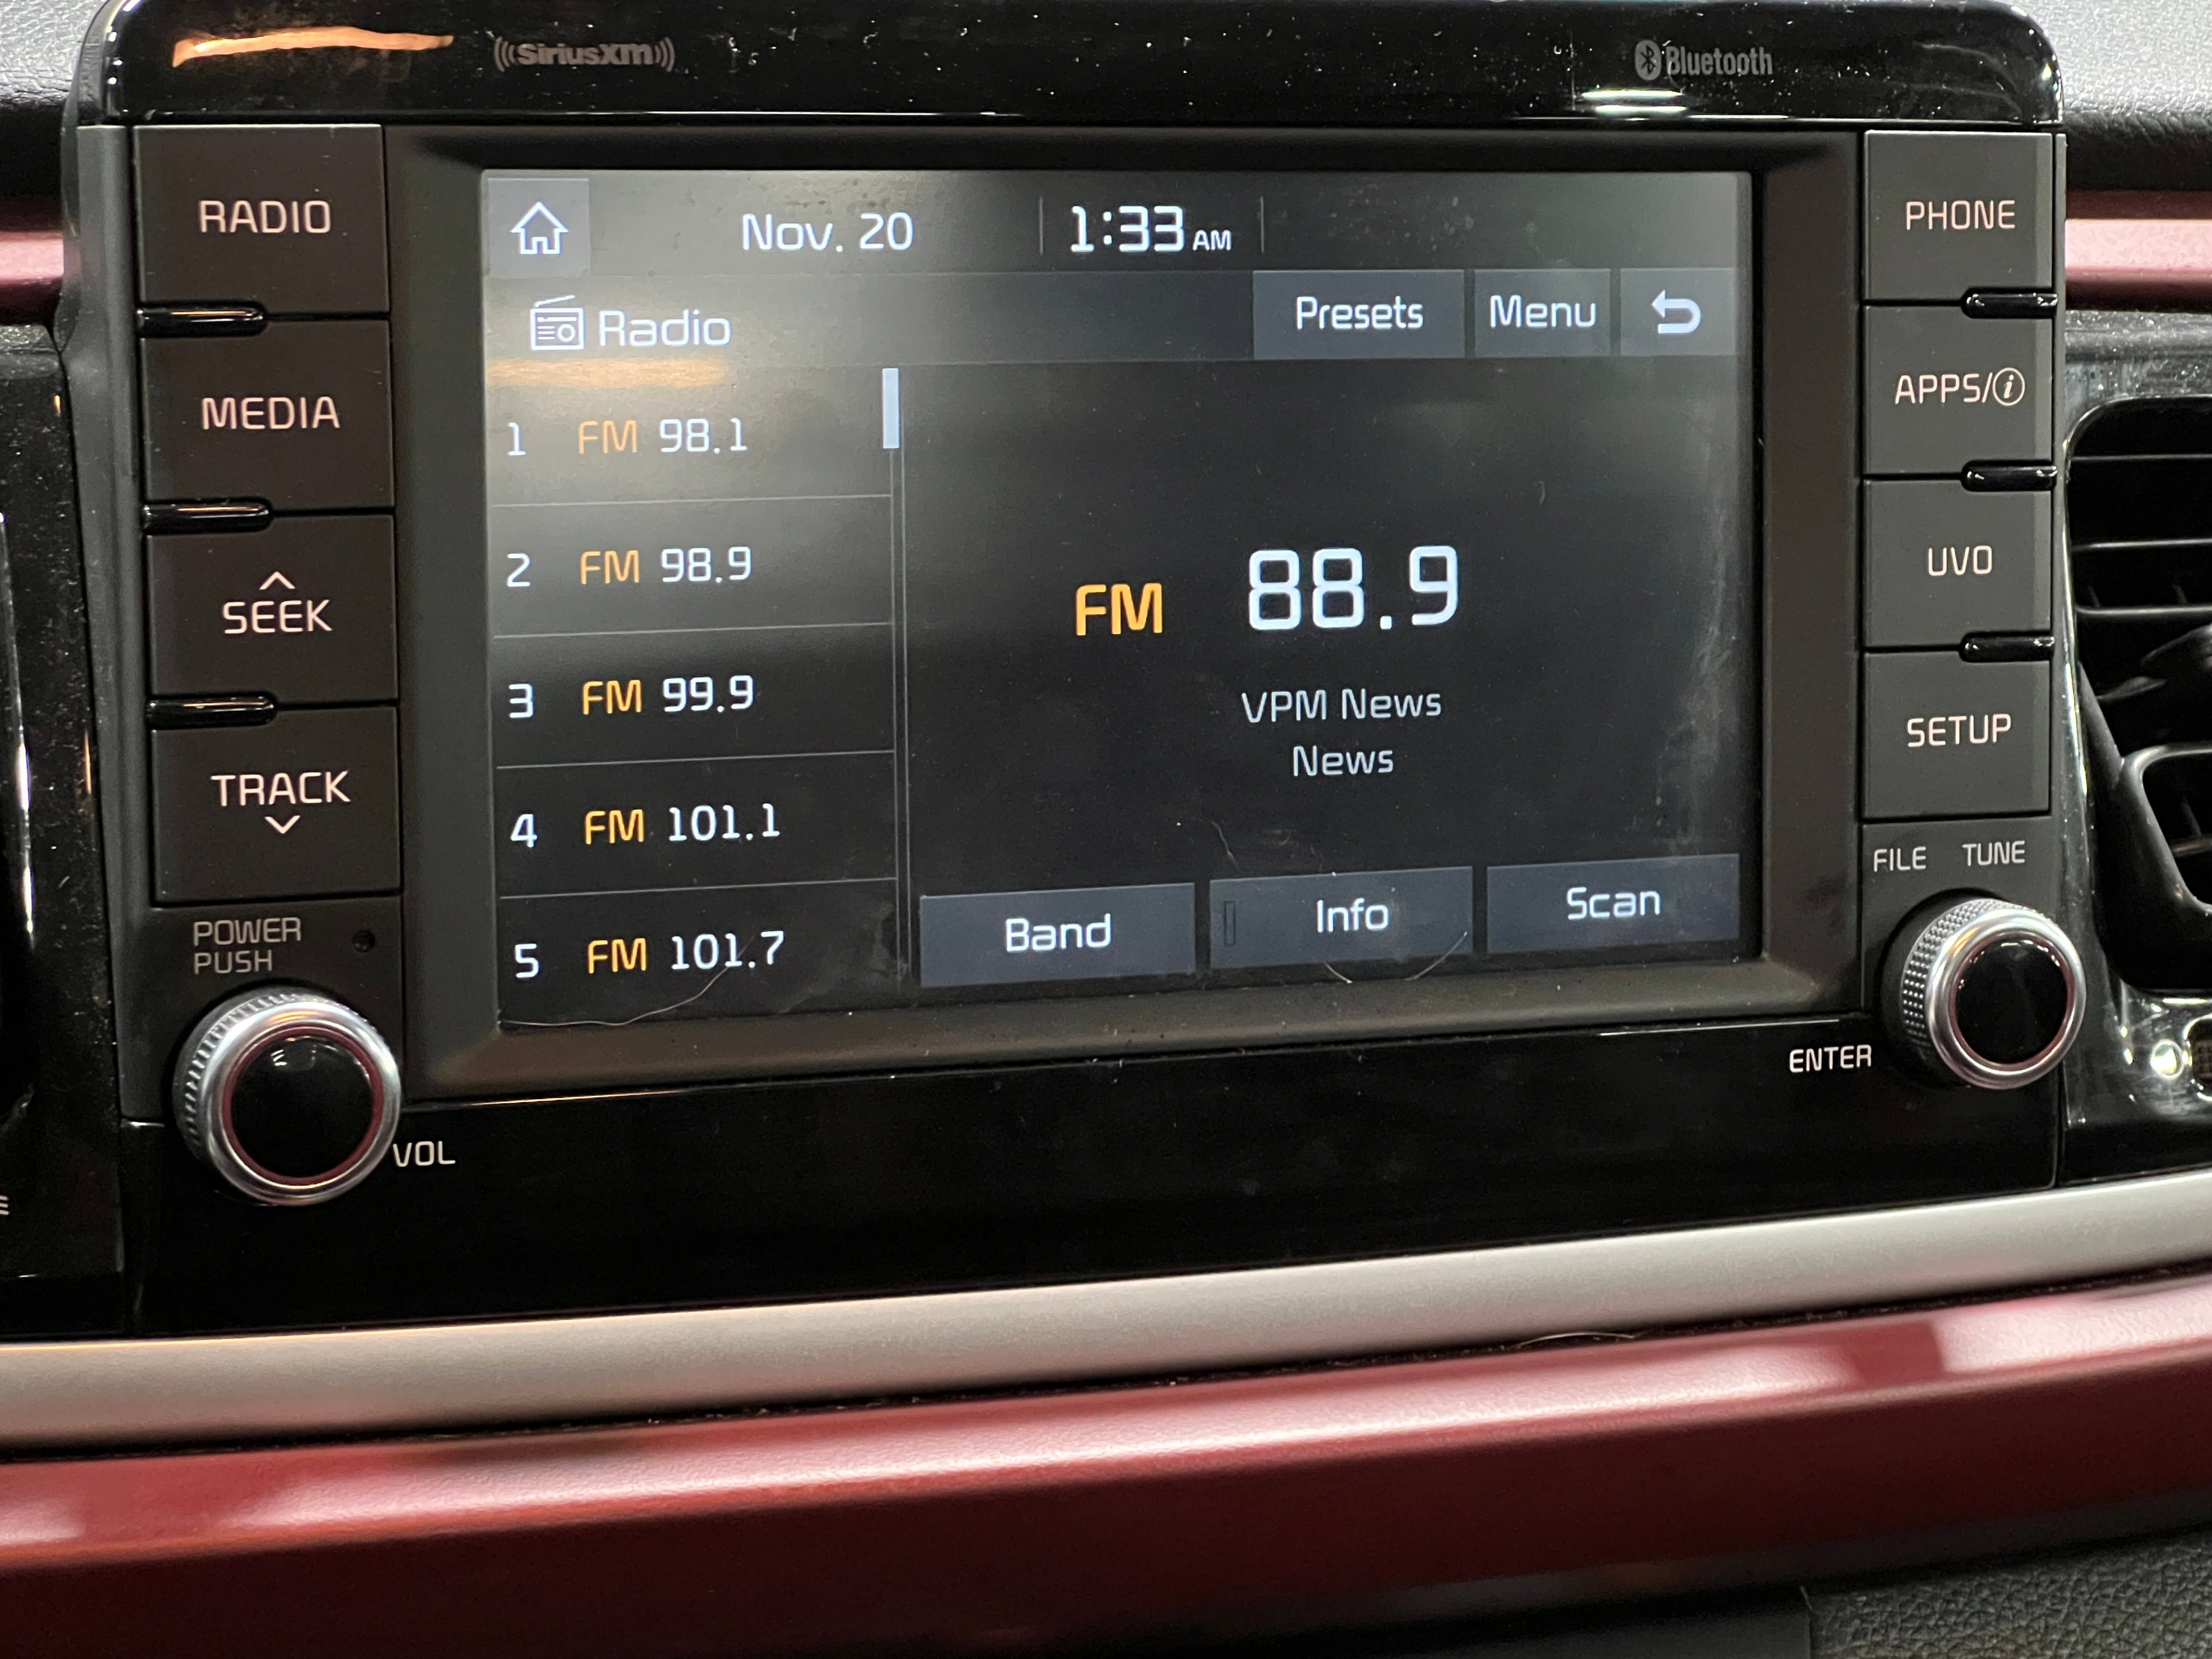 SiriusXM
Bluetooth
RADIO
MEDIA
SEEK
TRACK
POWER
PUSH
VOL
Nov. 20
1:33 AM
Radio
Presets
Menu
1 FM 98.1
2 FM 98.9
3 FM 99.9
4 FM 101.1
5 FM 101.7
FM 88.9
VPM News
News
Band
Info
Scan
PHONE
APPS/i
UVO
SETUP
FILE TUNE
ENTER